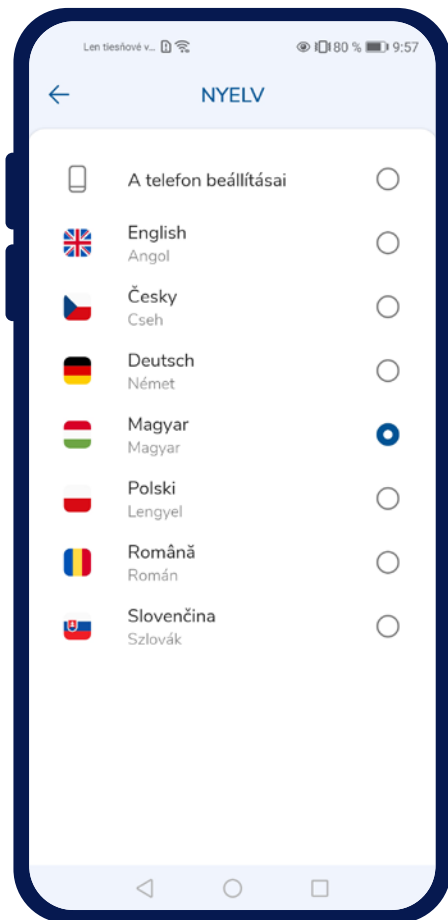 Len tiesňové v... 80 % 9:57
NYELV
A telefon beállításai
English
Angol
Česky
Cseh
Deutsch
Német
Magyar
Magyar
Polski
Lengyel
Română
Román
Slovenčina
Szlovák